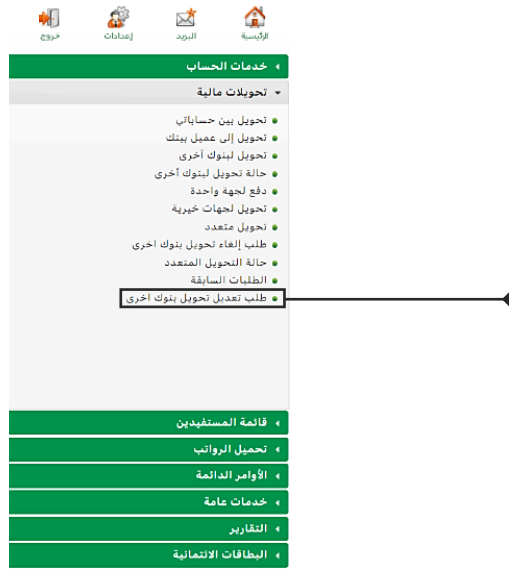 الرئيسية البريد إعدادات خروج
خدمات الحساب
تحويلات مالية
تحويل بين حساباتي
تحويل إلى عميل بيتك
تحويل لبنوك أخرى
حالة تحويل لبنوك أخرى
دفع لجهة واحدة
تحويل لجهات خيرية
تحويل متعدد
طلب إلغاء تحويل بنوك اخرى
حالة التحويل المتعدد
الطلبات السابقة
طلب تعديل تحويل بنوك اخرى
قائمة المستفيدين
تحميل الرواتب
الأوامر الدائمة
خدمات عامة
التقارير
البطاقات الائتمانية